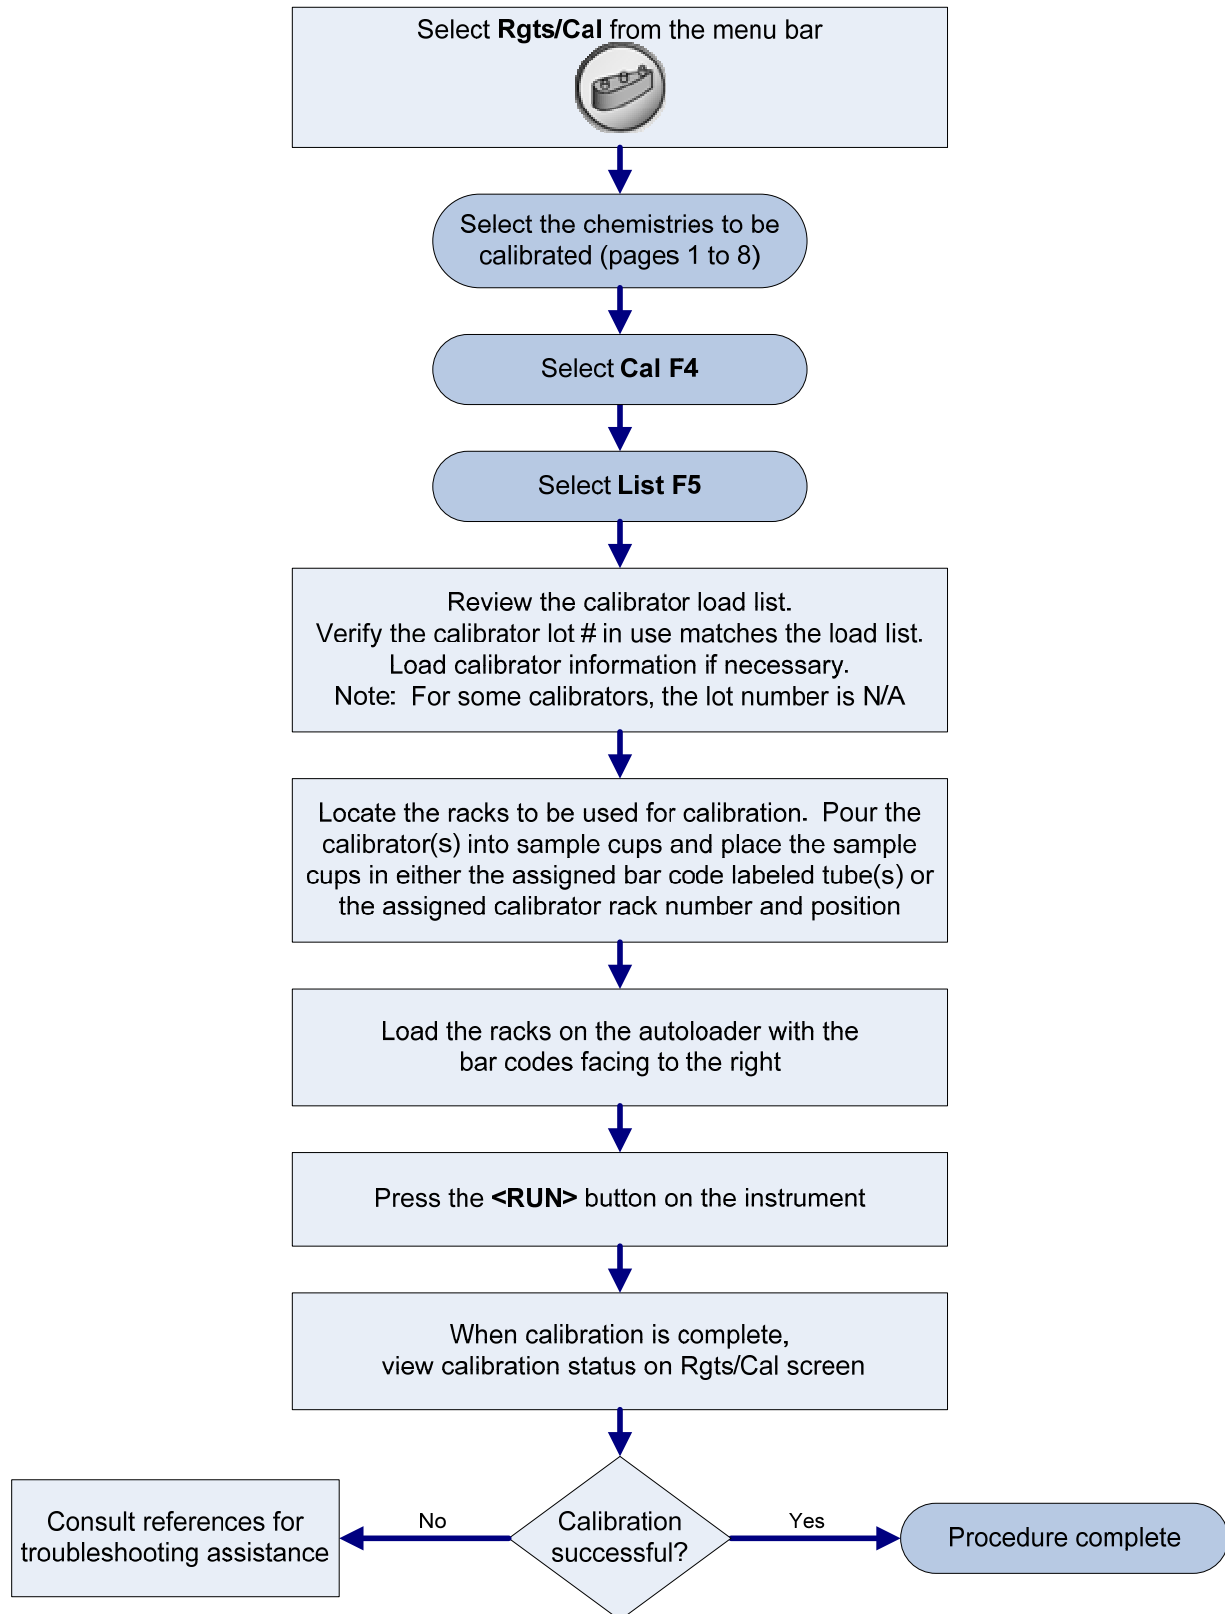 Select Rgts/Cal from the menu bar
Select the chemistries to be
calibrated (pages 1 to 8)
Select Cal F4
Select List F5
Review the calibrator load list.
Verify the calibrator lot # in use matches the load list.
Load calibrator information if necessary.
Note:  For some calibrators, the lot number is N/A
Locate the racks to be used for calibration.  Pour the
calibrator(s) into sample cups and place the sample
cups in either the assigned bar code labeled tube(s) or
the assigned calibrator rack number and position
Load the racks on the autoloader with the
bar codes facing to the right
Press the <RUN> button on the instrument
When calibration is complete,
view calibration status on Rgts/Cal screen
Calibration
successful?
No
Consult references for
troubleshooting assistance
Yes
Procedure complete